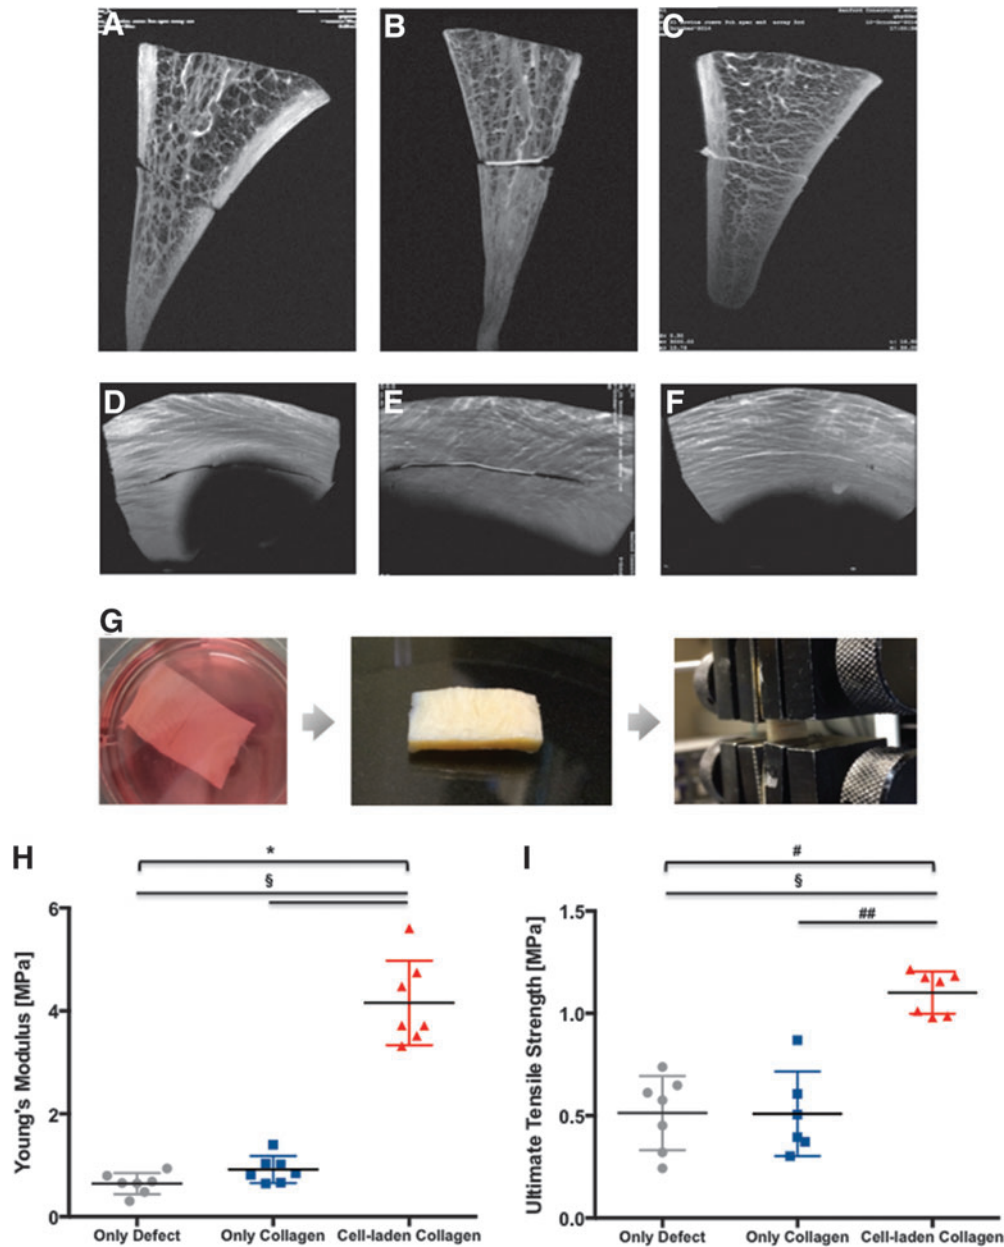 A
B
C
D
E
F
G
H
*
§
Young's Modulus [MPa]
6
4
2
0
Only Defect
Only Collagen
Cell-laden Collagen
I
#
§
##
Ultimate Tensile Strength [MPa]
1.5
1.0
0.5
0.0
Only Defect
Only Collagen
Cell-laden Collagen